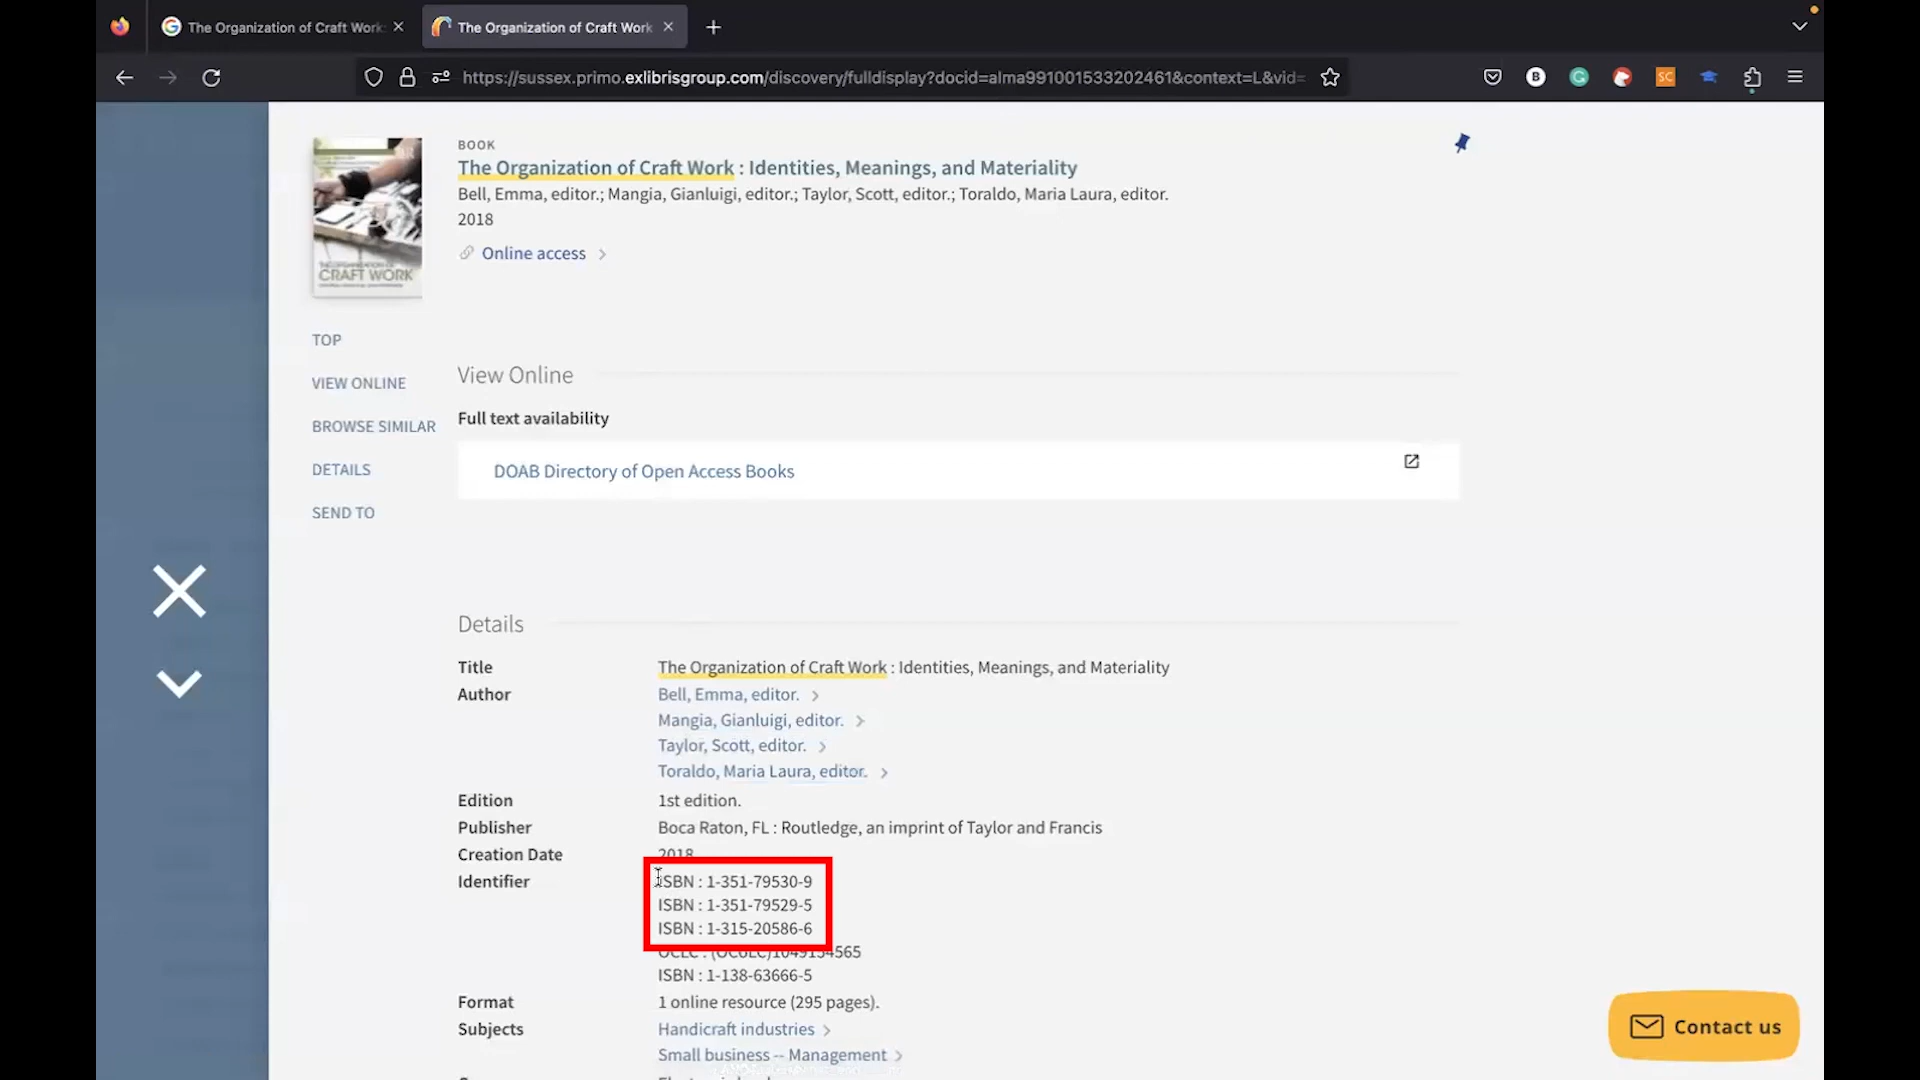 The Organization of Craft Work:
The Organization of Craft Work
https://sussex.primo.exlibrisgroup.com/discovery/fulldisplay?docid=alma991001533202461&context=L&vid=
B
SC
CRAFT WORK
BOOK
The Organization of Craft Work : Identities, Meanings, and Materiality
Bell, Emma, editor.; Mangia, Gianluigi, editor.; Taylor, Scott, editor.; Toraldo, Maria Laura, editor.
2018
Online access
TOP
VIEW ONLINE
BROWSE SIMILAR
DETAILS
SEND TO
View Online
Full text availability
DOAB Directory of Open Access Books
Details
Title The Organization of Craft Work : Identities, Meanings, and Materiality
Author Bell, Emma, editor.
Mangia, Gianluigi, editor.
Taylor, Scott, editor.
Toraldo, Maria Laura, editor.
Edition 1st edition.
Publisher Boca Raton, FL : Routledge, an imprint of Taylor and Francis
Creation Date 2018
Identifier ISBN : 1-351-79530-9
ISBN : 1-351-79529-5
ISBN : 1-315-20586-6
OCLC : (OCoLC)1049154565
ISBN : 1-138-63666-5
Format 1 online resource (295 pages).
Subjects Handicraft industries
Small business -- Management
Contact us